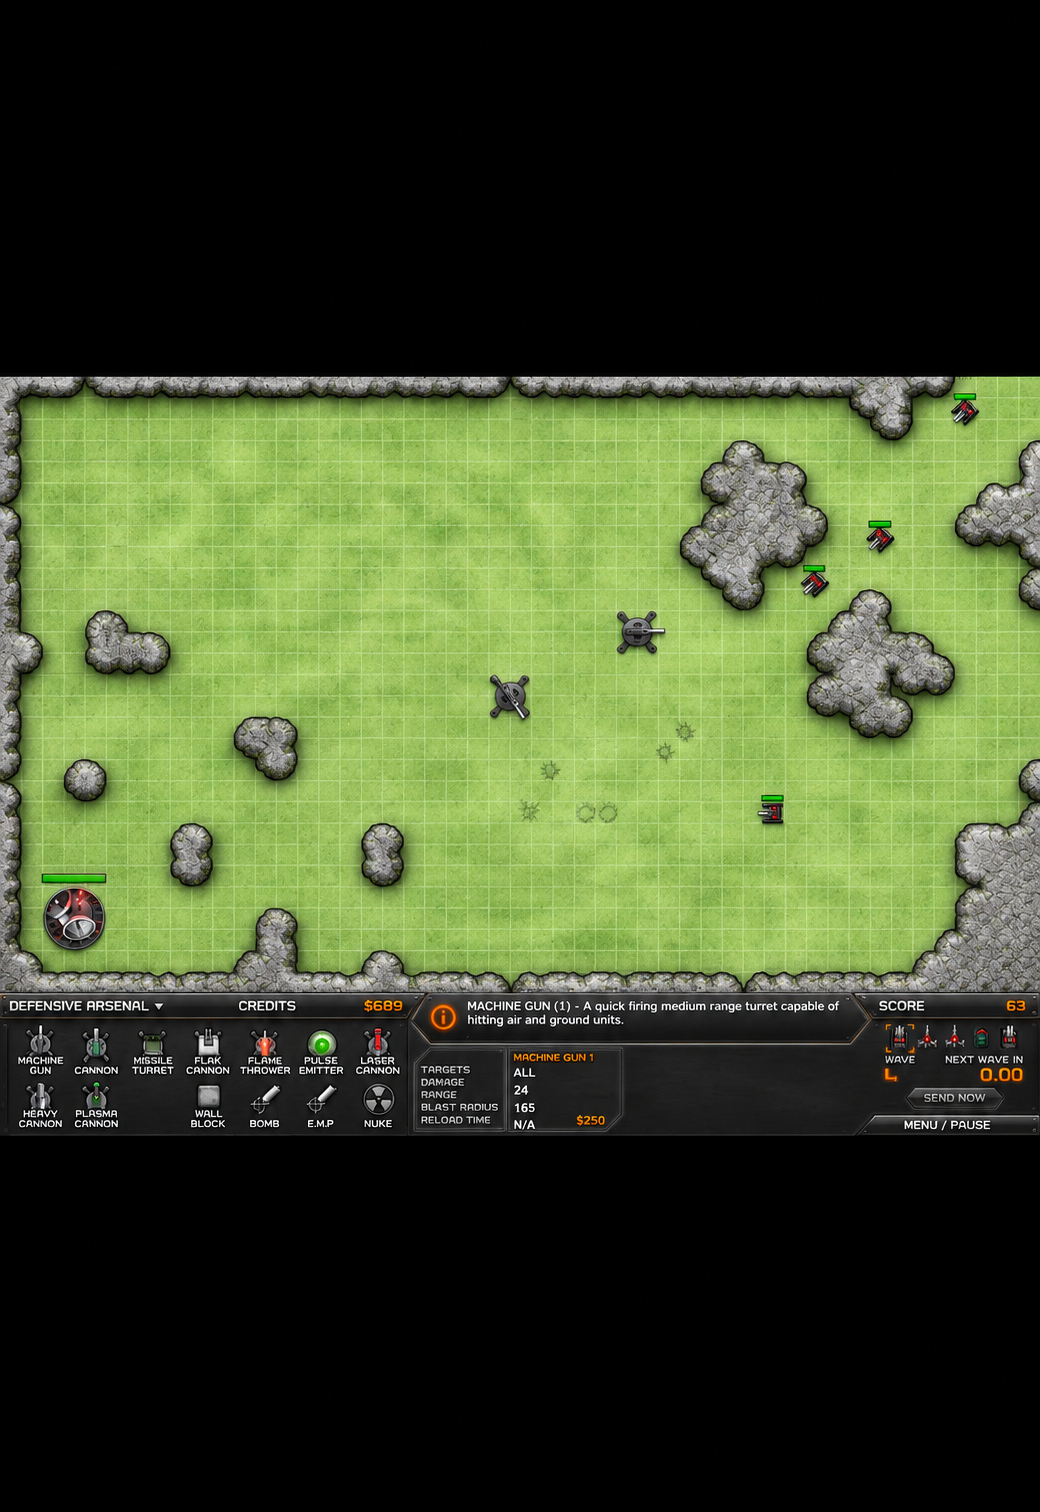 DEFENSIVE ARSENAL
CREDITS
$689
MACHINE GUN (1) - A quick firing medium range turret capable of
hitting air and ground units.
SCORE
63
MACHINE GUN
CANNON
MISSILE TURRET
FLAK CANNON
FLAME THROWER
PULSE EMITTER
LASER CANNON
HEAVY CANNON
PLASMA CANNON
WALL BLOCK
BOMB
E.M.P
NUKE
MACHINE GUN 1
TARGETS
ALL
DAMAGE
24
RANGE
165
BLAST RADIUS
N/A
RELOAD TIME
$250
WAVE
NEXT WAVE IN
0.00
SEND NOW
MENU / PAUSE